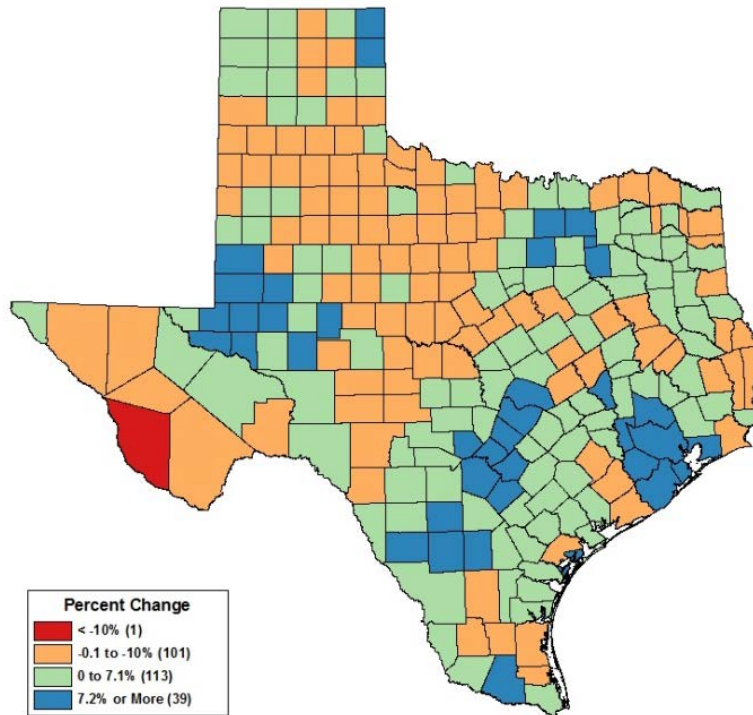 Percent Change
< -10% (1)
-0.1 to -10% (101)
0 to 7.1% (113)
7.2% or More (39)